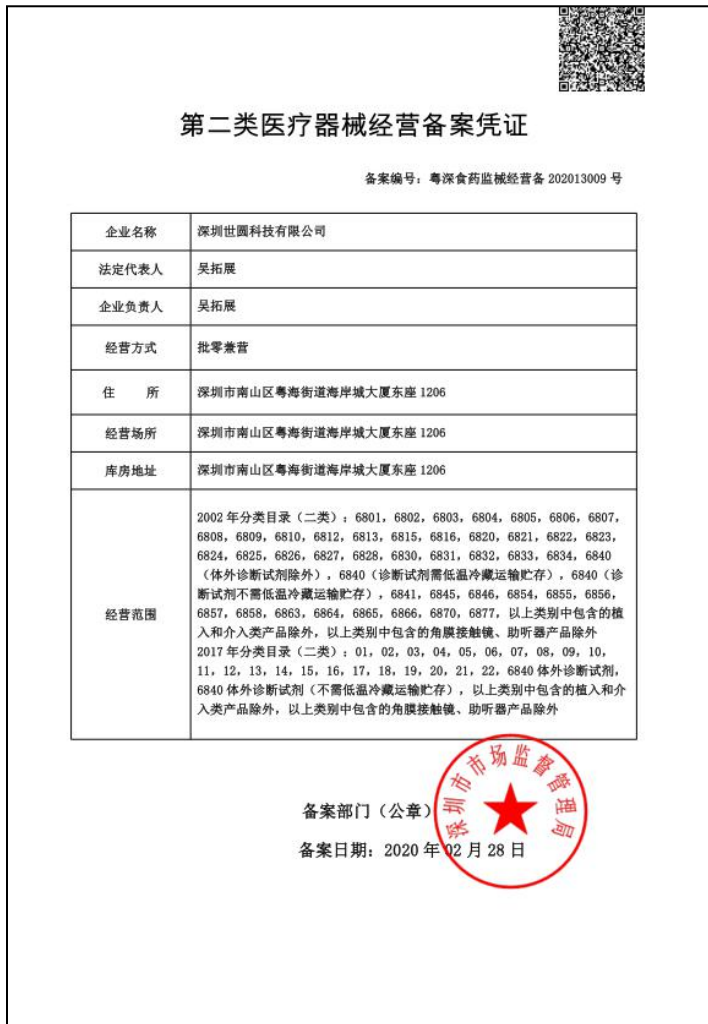 第二类医疗器械经营备案凭证
备案编号：粤深食药监械经营备 202013009 号
企业名称 深圳世圆科技有限公司
法定代表人 吴拓展
企业负责人 吴拓展
经营方式 批零兼营
住 所 深圳市南山区粤海街道海岸城大厦东座 1206
经营场所 深圳市南山区粤海街道海岸城大厦东座 1206
库房地址 深圳市南山区粤海街道海岸城大厦东座 1206
经营范围
2002 年分类目录（二类）：6801, 6802, 6803, 6804, 6805, 6806, 6807,
6808, 6809, 6810, 6812, 6813, 6815, 6816, 6820, 6821, 6822, 6823,
6824, 6825, 6826, 6827, 6828, 6830, 6831, 6832, 6833, 6834, 6840
（体外诊断试剂除外）, 6840（诊断试剂需低温冷藏运输贮存）, 6840（诊
断试剂不需低温冷藏运输贮存）, 6841, 6845, 6846, 6854, 6855, 6856,
6857, 6858, 6863, 6864, 6865, 6866, 6870, 6877, 以上类别中包含的植
入和介入类产品除外, 以上类别中包含的角膜接触镜、助听器产品除外
2017 年分类目录（二类）：01, 02, 03, 04, 05, 06, 07, 08, 09, 10,
11, 12, 13, 14, 15, 16, 17, 18, 19, 20, 21, 22, 6840 体外诊断试剂,
6840 体外诊断试剂（不需低温冷藏运输贮存）, 以上类别中包含的植入和介
入类产品除外, 以上类别中包含的角膜接触镜、助听器产品除外
深圳市市场监督管理局
备案部门（公章）
备案日期：2020 年 02 月 28 日